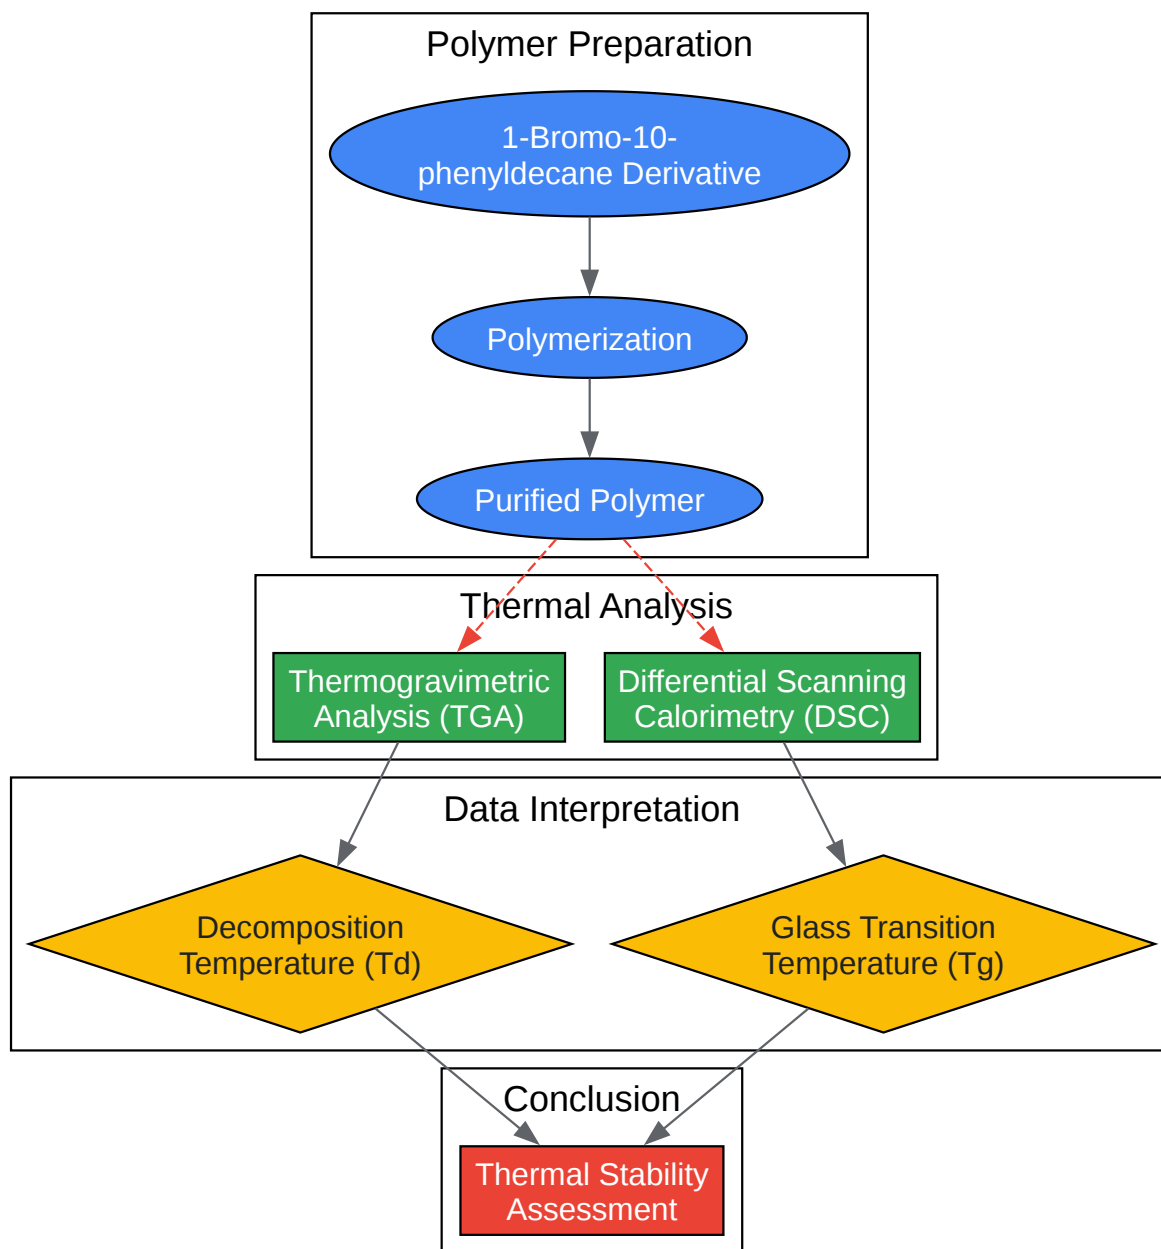 Polymer Preparation
1-Bromo-10-
phenyldecane Derivative
Polymerization
Purified Polymer
Thermal Analysis
Thermogravimetric
Analysis (TGA)
Differential Scanning
Calorimetry (DSC)
Data Interpretation
Decomposition
Temperature (Td)
Glass Transition
Temperature (Tg)
Conclusion
Thermal Stability
Assessment